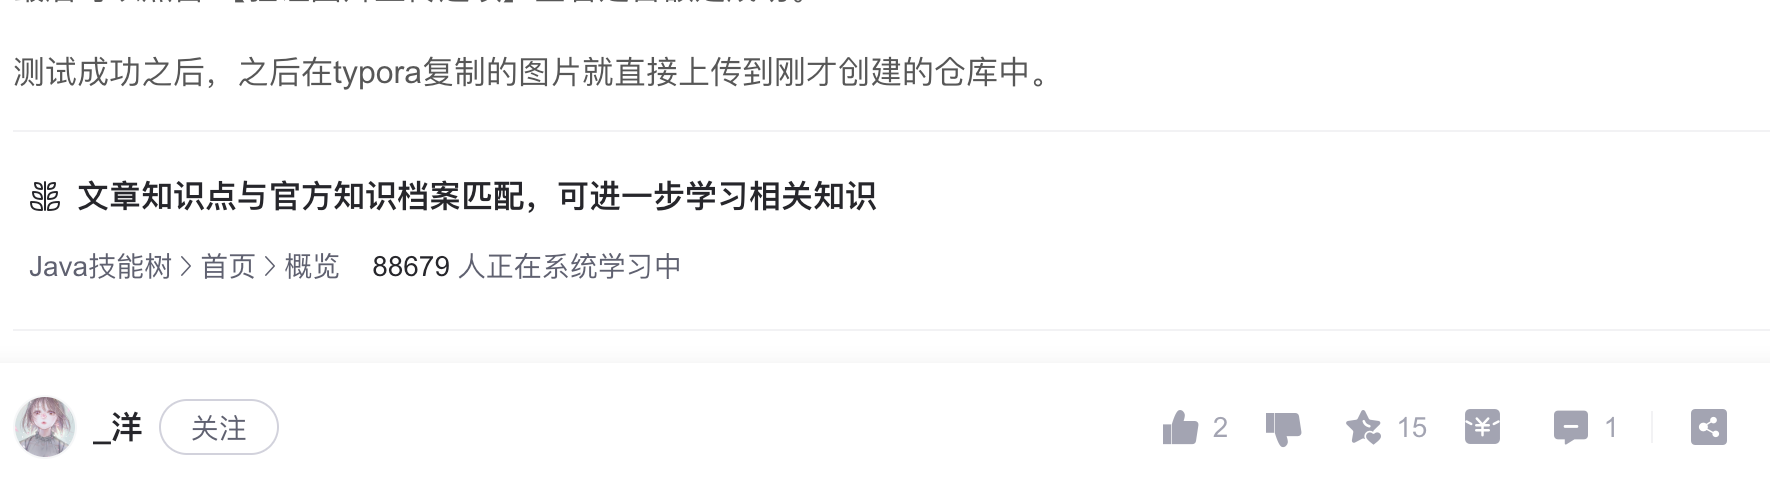 测试成功之后，之后在typora复制的图片就直接上传到刚才创建的仓库中。
文章知识点与官方知识档案匹配，可进一步学习相关知识
Java技能树 > 首页 > 概览 88679 人正在系统学习中
_洋 关注 2 15 ¥ 1